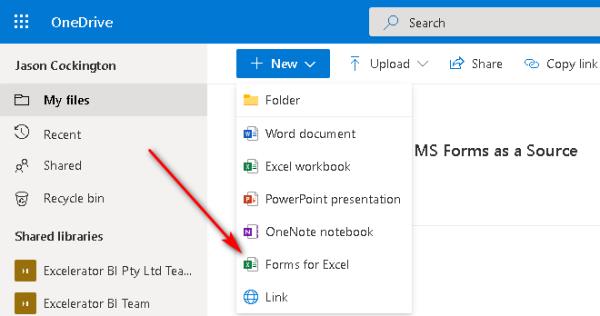 OneDrive
Search
Jason Cockington
My files
Recent
Shared
Recycle bin
Shared libraries
Excelerator BI Pty Ltd Tea...
Excelerator BI Team
+ New
Upload
Share
Copy link
Folder
Word document
Excel workbook
PowerPoint presentation
OneNote notebook
Forms for Excel
Link
MS Forms as a Source